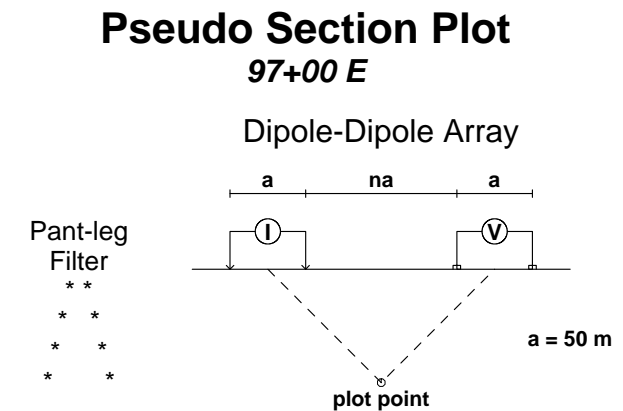 Pseudo Section Plot
97+00 E
Dipole-Dipole Array
a na a
I V
Pant-leg
Filter
* *
* *
* *
* *
a = 50 m
plot point